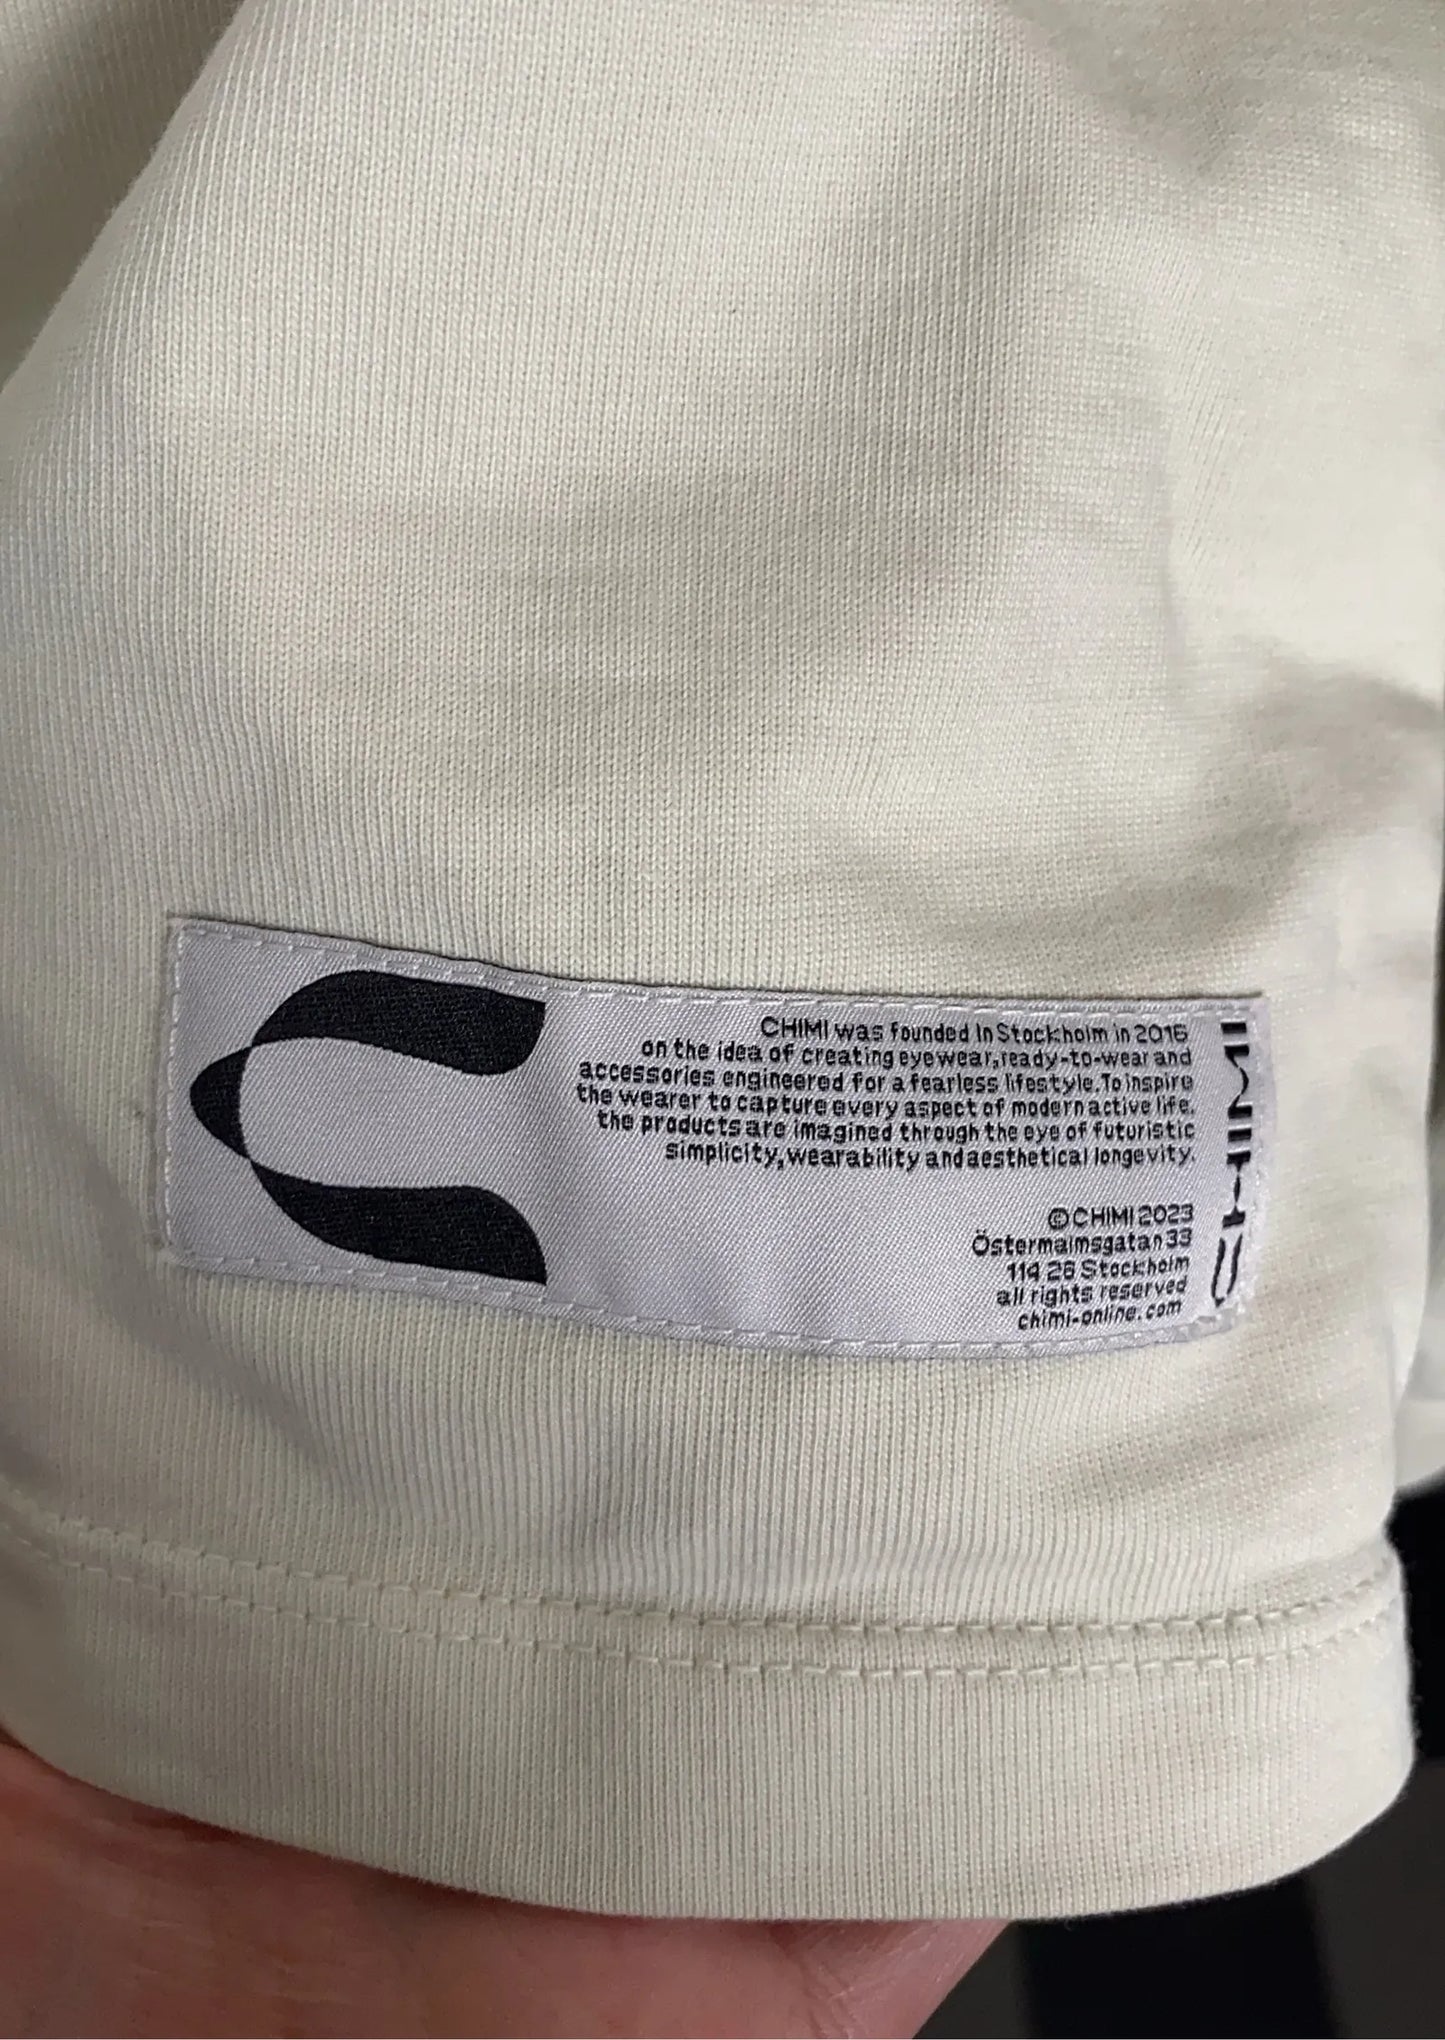 CHIMI was founded in Stockholm in 2016
on the idea of creating eyewear, ready-to-wear and
accessories engineered for a fearless lifestyle. To inspire
the wearer to capture every aspect of modern active life.
the products are imagined through the eye of futuristic
simplicity, wearability and aesthetical longevity.
© CHIMI 2023
Östermalmsgatan 33
114 26 Stockholm
all rights reserved
chimi-online.com
CHIMI